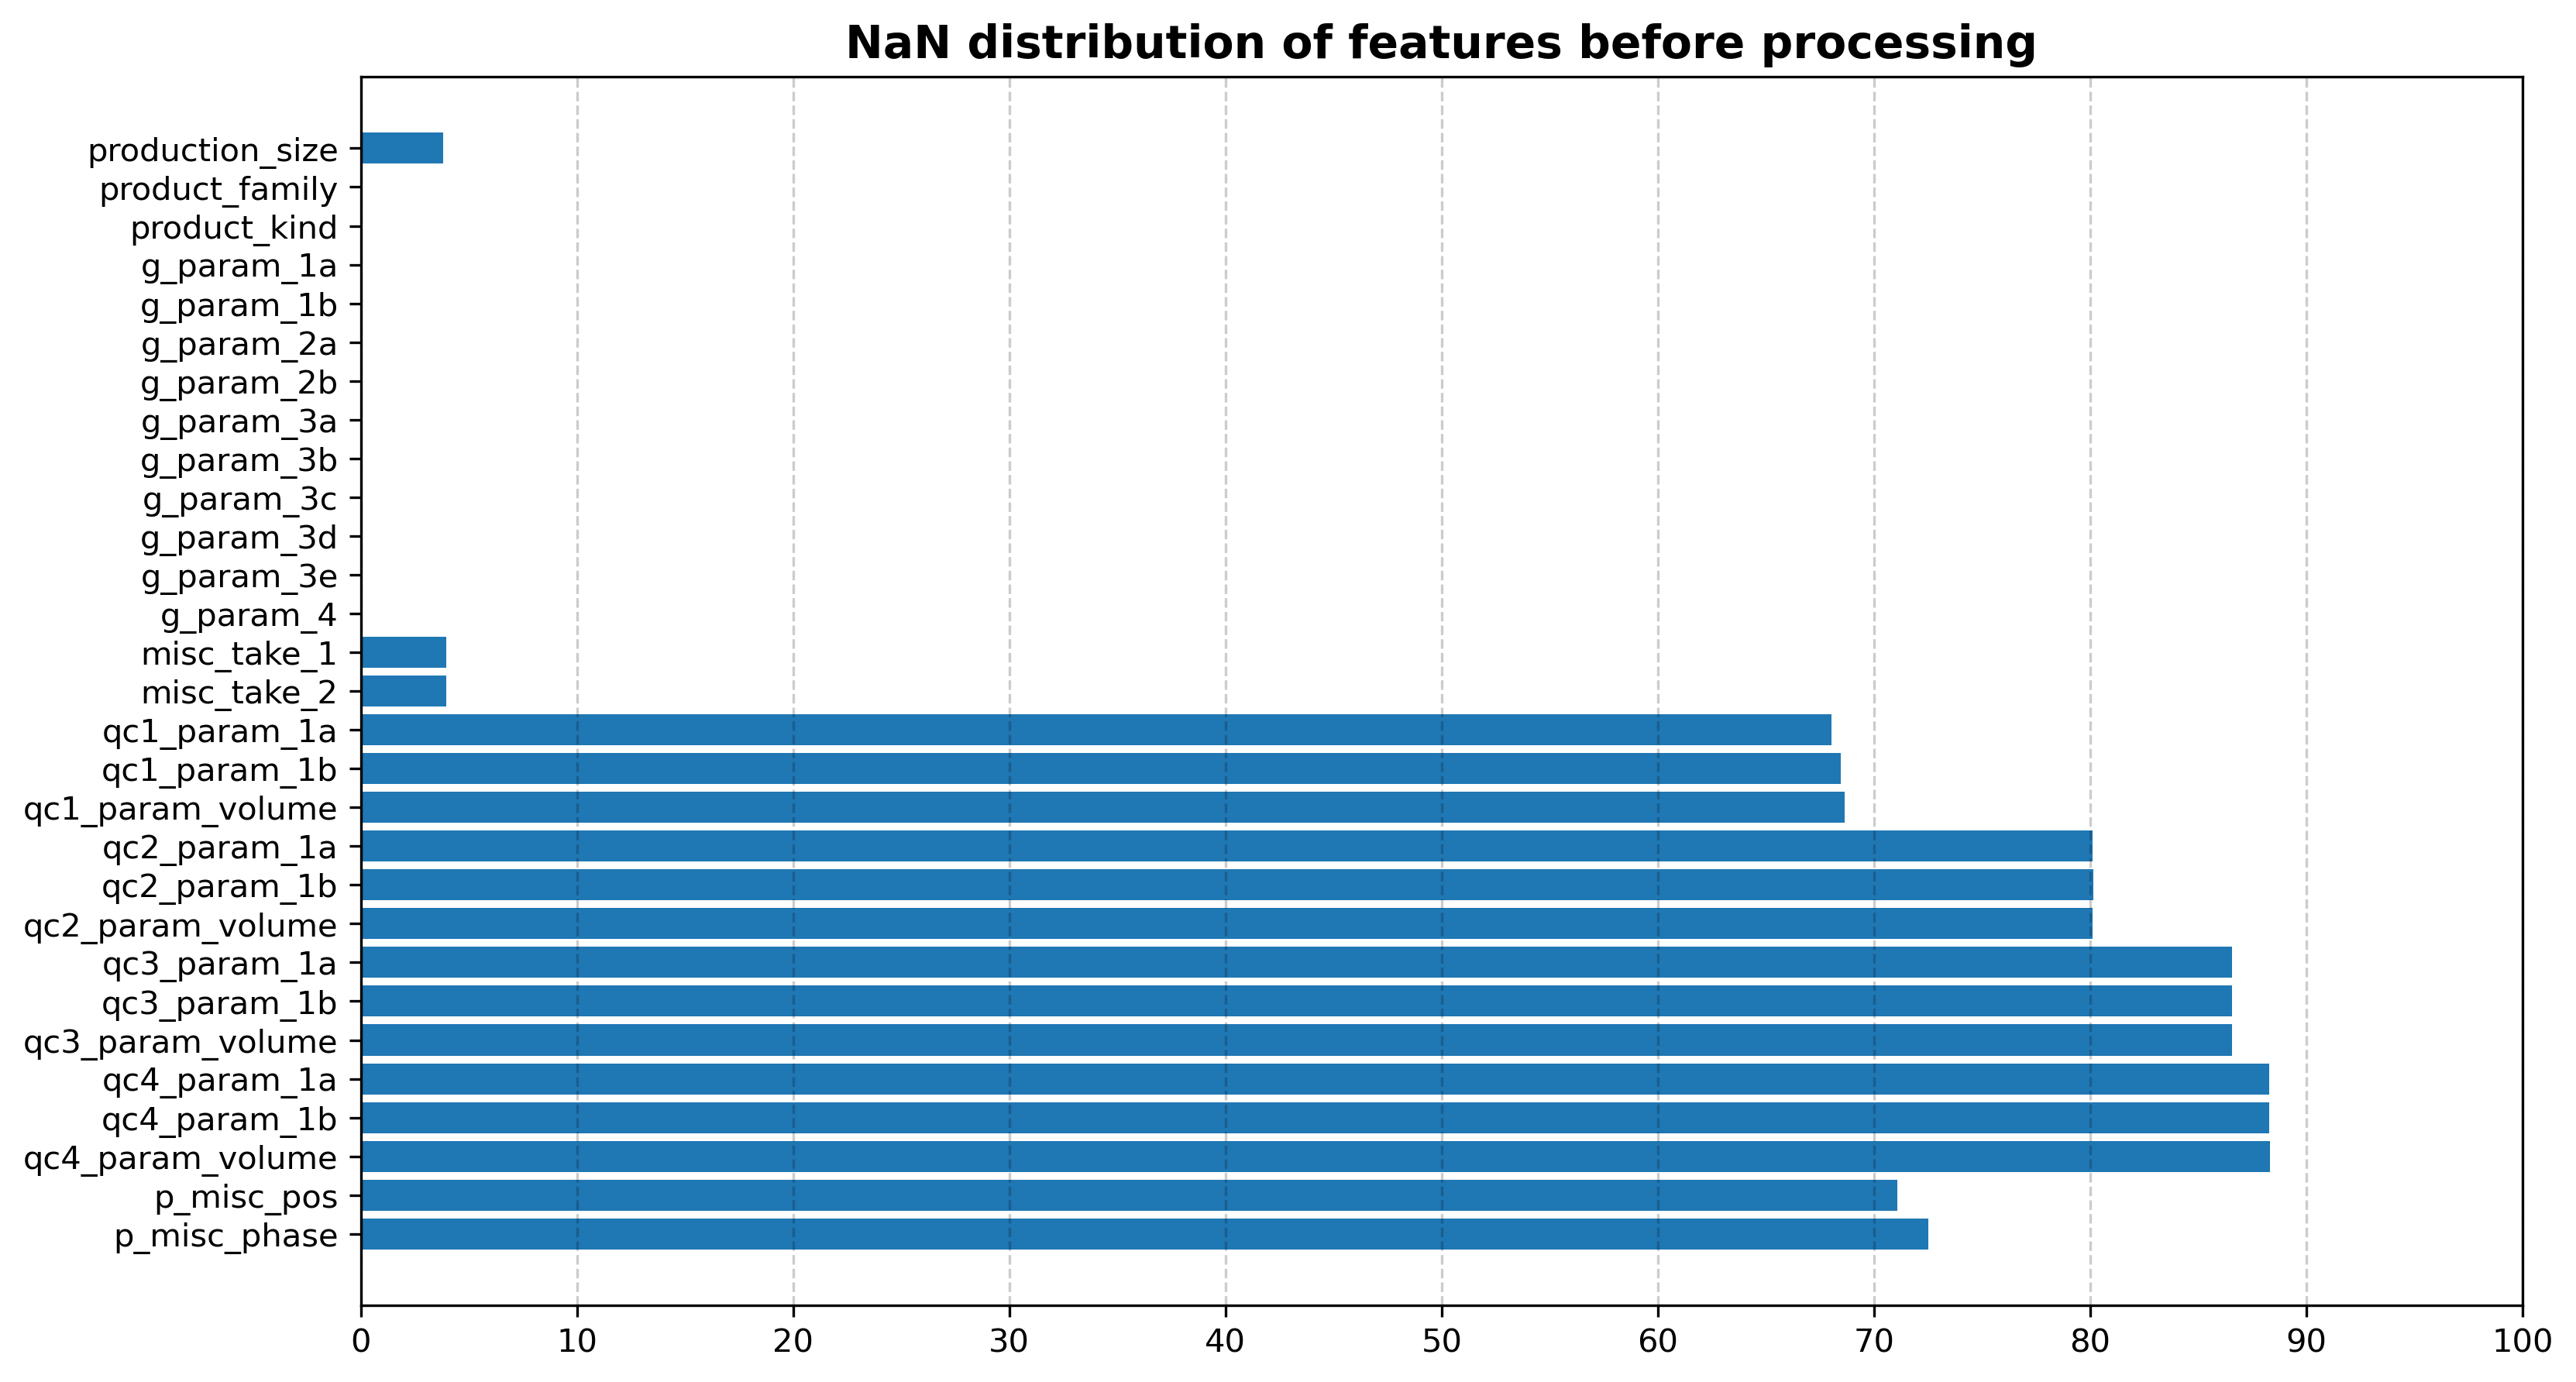 NaN distribution of features before processing
production_size
product_family
product_kind
g_param_1a
g_param_1b
g_param_2a
g_param_2b
g_param_3a
g_param_3b
g_param_3c
g_param_3d
g_param_3e
g_param_4
misc_take_1
misc_take_2
qc1_param_1a
qc1_param_1b
qc1_param_volume
qc2_param_1a
qc2_param_1b
qc2_param_volume
qc3_param_1a
qc3_param_1b
qc3_param_volume
qc4_param_1a
qc4_param_1b
qc4_param_volume
p_misc_pos
p_misc_phase
0 10 20 30 40 50 60 70 80 90 100